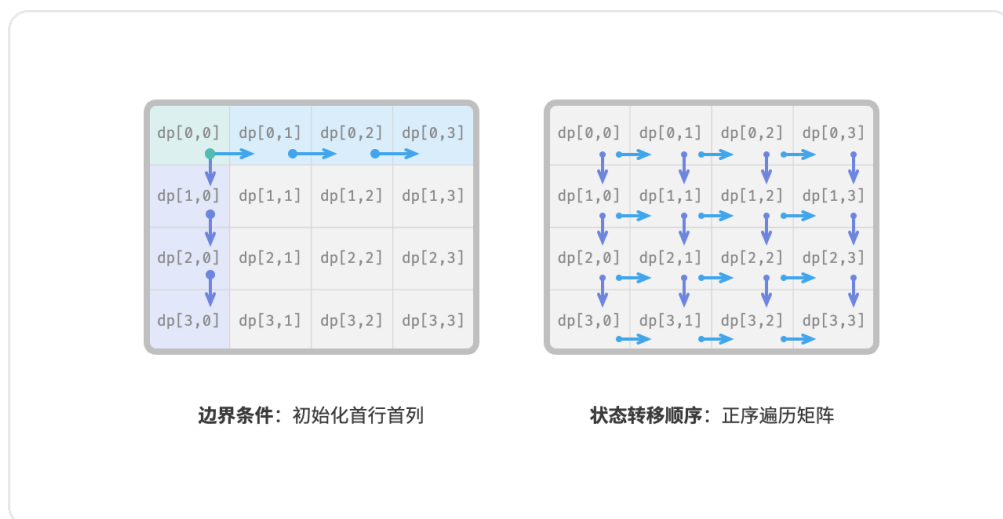 dp[0,0] dp[0,1] dp[0,2] dp[0,3]
dp[1,0] dp[1,1] dp[1,2] dp[1,3]
dp[2,0] dp[2,1] dp[2,2] dp[2,3]
dp[3,0] dp[3,1] dp[3,2] dp[3,3]
边界条件：初始化首行首列
dp[0,0] dp[0,1] dp[0,2] dp[0,3]
dp[1,0] dp[1,1] dp[1,2] dp[1,3]
dp[2,0] dp[2,1] dp[2,2] dp[2,3]
dp[3,0] dp[3,1] dp[3,2] dp[3,3]
状态转移顺序：正序遍历矩阵